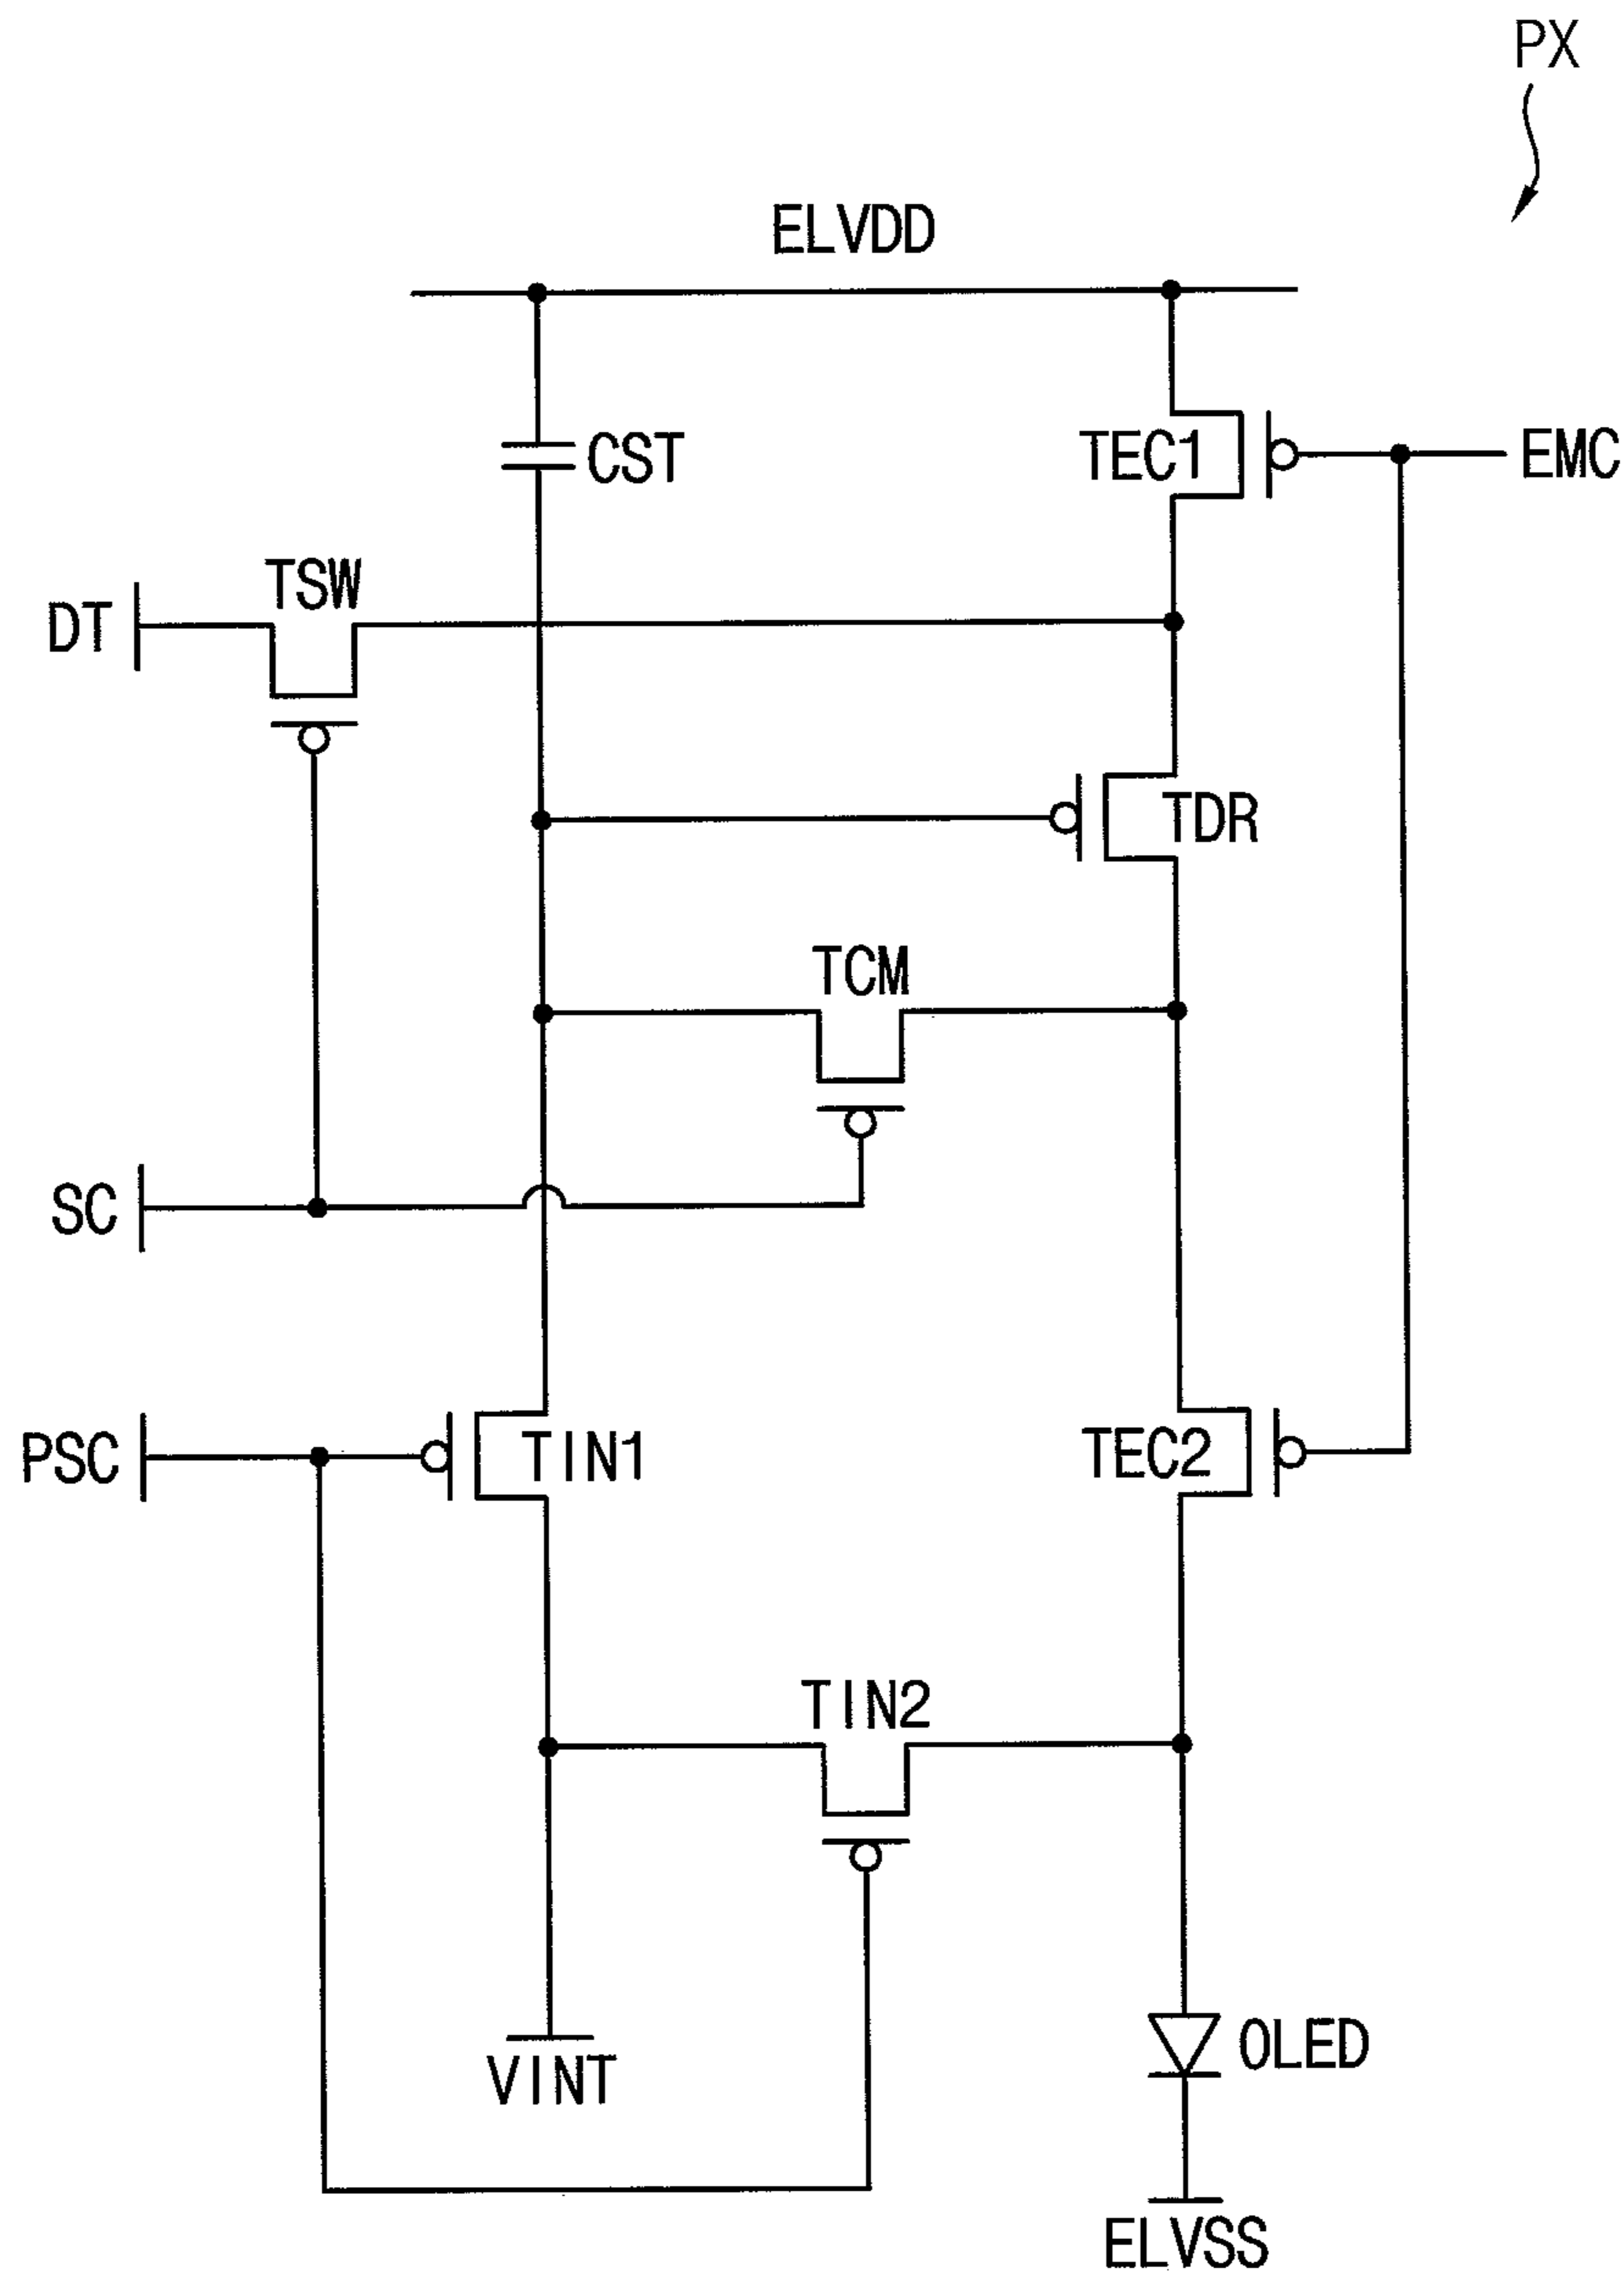 PX
ELVDD
CST
TEC1
EMC
TSW
DT
TDR
TCM
SC
PSC
TIN1
TEC2
TIN2
OLED
VINT
ELVSS